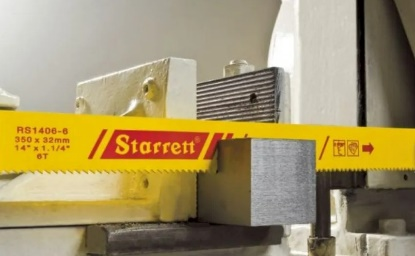 RS1406-6
350 x 32mm
14" x 1.1/4"
6T
Starrett®